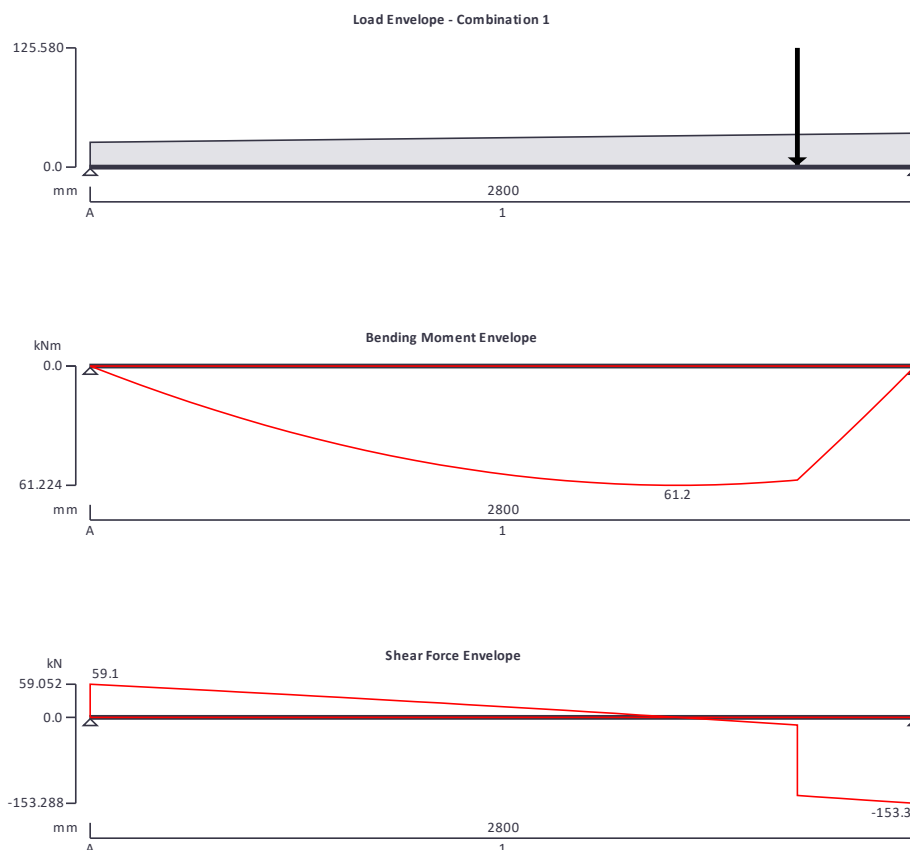 Load Envelope - Combination 1
125.580
0.0
mm
2800
A
1
Bending Moment Envelope
kNm
0.0
61.224
61.2
mm
2800
A
1
Shear Force Envelope
kN
59.1
59.052
0.0
-153.288
-153.3
mm
2800
A
1